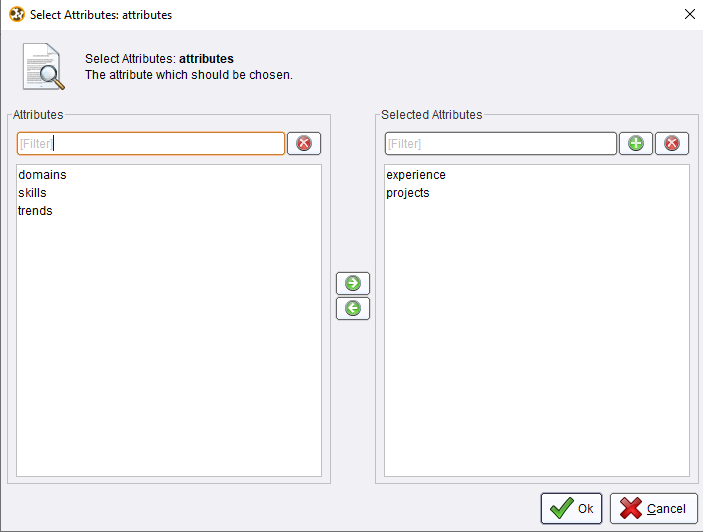 Select Attributes: attributes
Select Attributes: attributes
The attribute which should be chosen.
Attributes
[Filter]
domains
skills
trends
Selected Attributes
[Filter]
experience
projects
Ok
Cancel